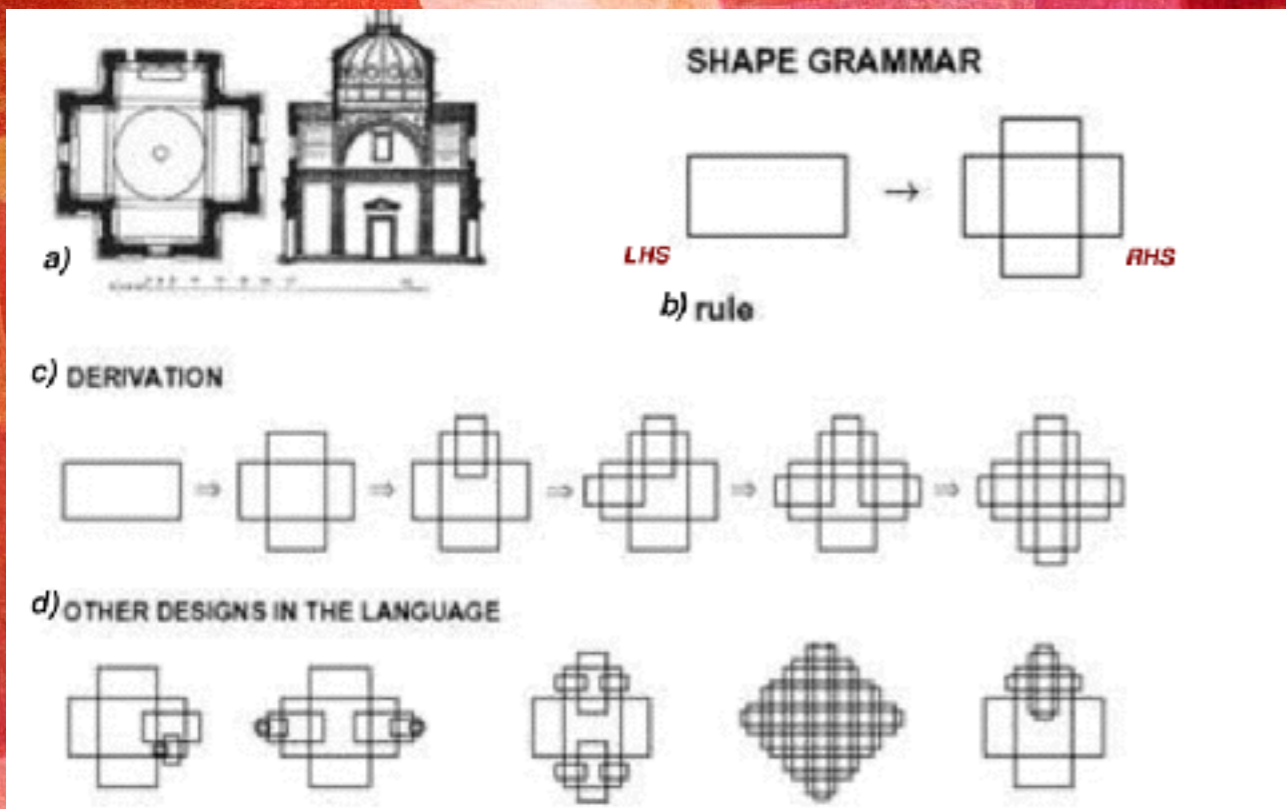 SHAPE GRAMMAR
a)
LHS
→
RHS
b) rule
c) DERIVATION
⇒ ⇒ ⇒ ⇒ ⇒
d) OTHER DESIGNS IN THE LANGUAGE